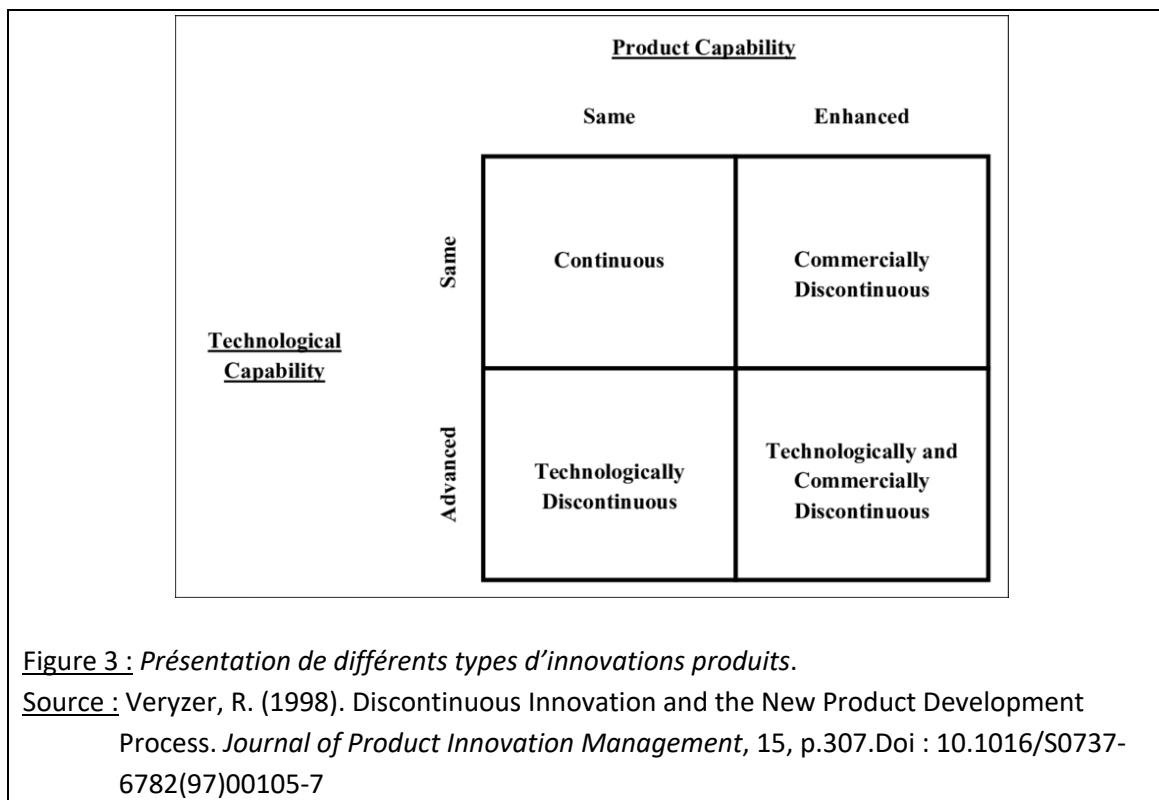 Product Capability
Same
Enhanced
Same
Continuous
Commercially
Discontinuous
Technological
Capability
Advanced
Technologically
Discontinuous
Technologically and
Commercially
Discontinuous
Figure 3 : Présentation de différents types d’innovations produits.
Source : Veryzer, R. (1998). Discontinuous Innovation and the New Product Development
Process. Journal of Product Innovation Management, 15, p.307.Doi : 10.1016/S0737-
6782(97)00105-7